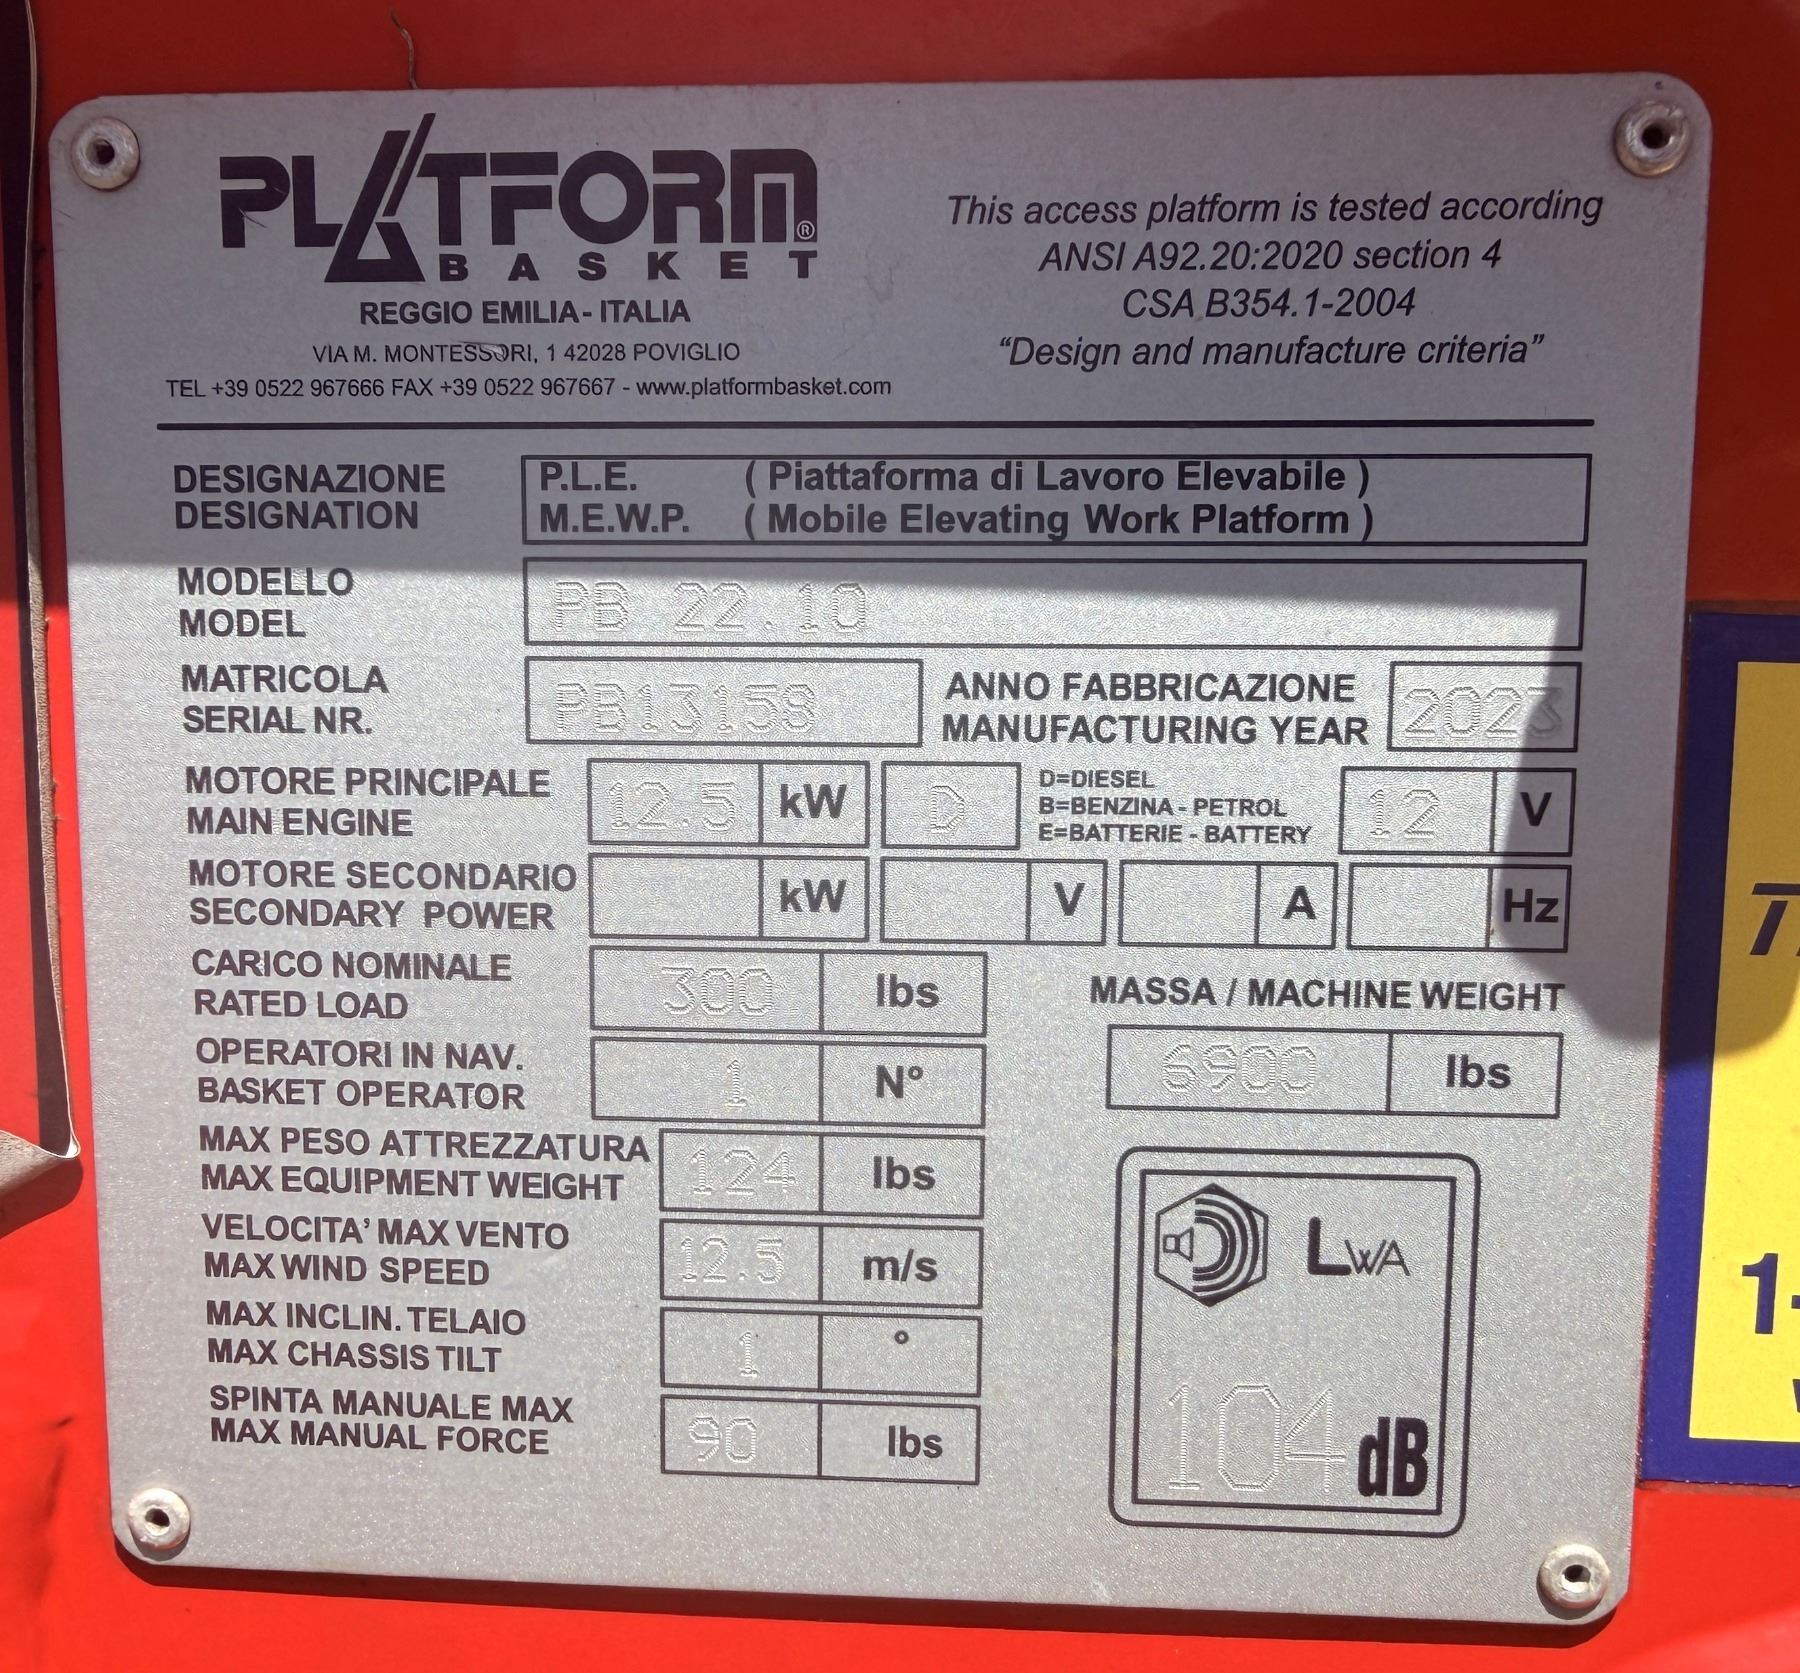 PLATFORM®
BASKET
REGGIO EMILIA - ITALIA
VIA M. MONTESSORI, 1 42028 POVIGLIO
TEL +39 0522 967666 FAX +39 0522 967667 - www.platformbasket.com
This access platform is tested according
ANSI A92.20:2020 section 4
CSA B354.1-2004
“Design and manufacture criteria”
DESIGNAZIONE P.L.E. ( Piattaforma di Lavoro Elevabile )
DESIGNATION M.E.W.P. ( Mobile Elevating Work Platform )
MODELLO
MODEL
PB 22.10
MATRICOLA
SERIAL NR.
PB13158
ANNO FABBRICAZIONE
MANUFACTURING YEAR
2023
MOTORE PRINCIPALE
MAIN ENGINE
12.5 kW
D
D=DIESEL
B=BENZINA - PETROL
E=BATTERIE - BATTERY
12 V
MOTORE SECONDARIO
SECONDARY POWER
kW V A Hz
CARICO NOMINALE
RATED LOAD
300 lbs
MASSA / MACHINE WEIGHT
6900 lbs
OPERATORI IN NAV.
BASKET OPERATOR
1 N°
MAX PESO ATTREZZATURA
MAX EQUIPMENT WEIGHT
124 lbs
VELOCITA’ MAX VENTO
MAX WIND SPEED
12.5 m/s
MAX INCLIN. TELAIO
MAX CHASSIS TILT
1 °
SPINTA MANUALE MAX
MAX MANUAL FORCE
90 lbs
LWA
104 dB